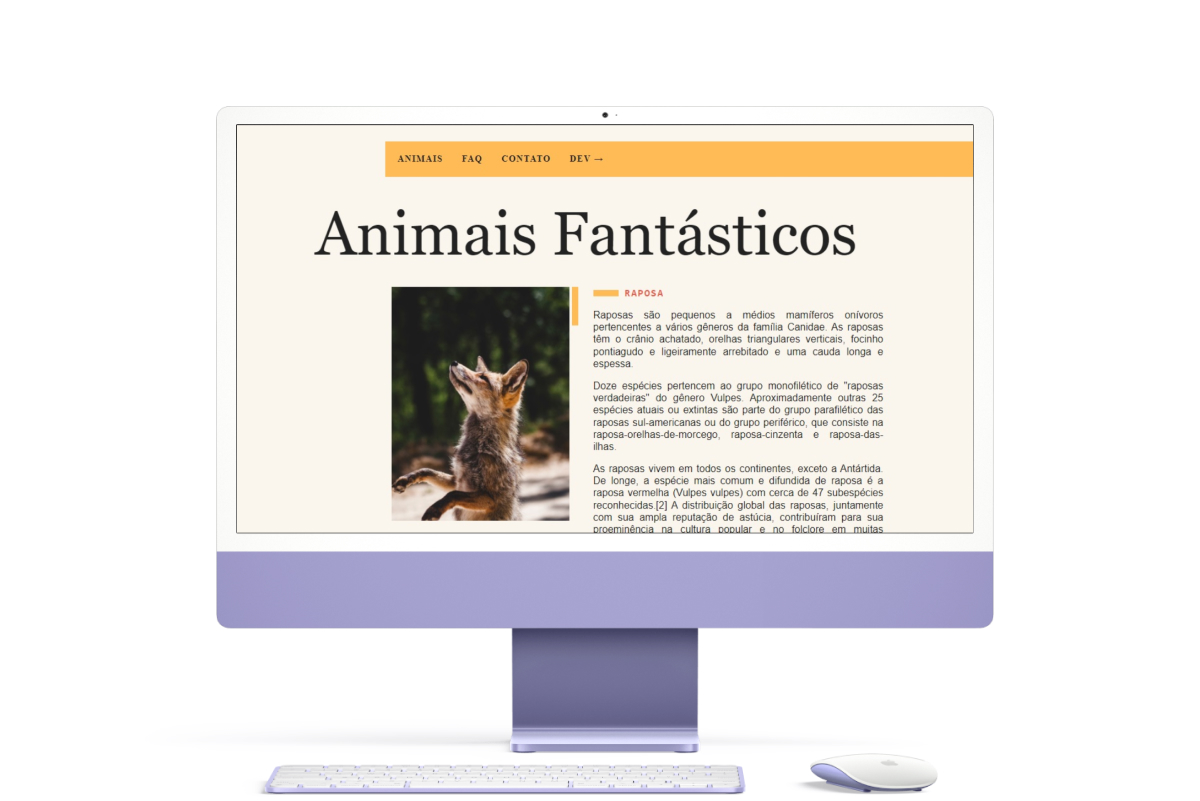 ANIMAIS FAQ CONTATO DEV →
Animais Fantásticos
RAPOSA
Raposas são pequenos a médios mamíferos onívoros
pertencentes a vários gêneros da família Canidae. As raposas
têm o crânio achatado, orelhas triangulares verticais, focinho
pontiagudo e ligeiramente arrebitado e uma cauda longa e
espessa.
Doze espécies pertencem ao grupo monofilético de "raposas
verdadeiras" do gênero Vulpes. Aproximadamente outras 25
espécies atuais ou extintas são parte do grupo parafilético das
raposas sul-americanas ou do grupo periférico, que consiste na
raposa-orelhas-de-morcego, raposa-cinzenta e raposa-das-
ilhas.
As raposas vivem em todos os continentes, exceto a Antártida.
De longe, a espécie mais comum e difundida de raposa é a
raposa vermelha (Vulpes vulpes) com cerca de 47 subespécies
reconhecidas.[2] A distribuição global das raposas, juntamente
com sua ampla reputação de astúcia, contribuíram para sua
proeminência na cultura popular e no folclore em muitas